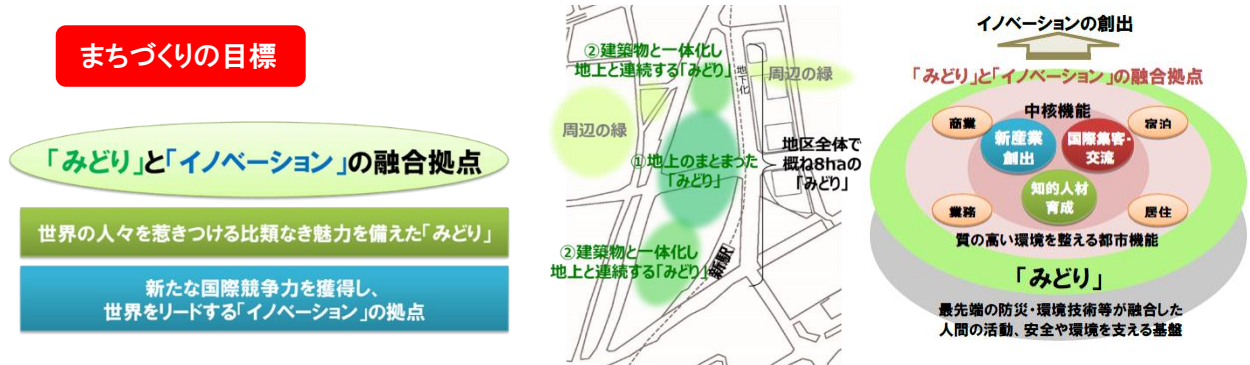 まちづくりの目標
「みどり」と「イノベーション」の融合拠点
世界の人々を惹きつける比類なき魅力を備えた「みどり」
新たな国際競争力を獲得し、
世界をリードする「イノベーション」の拠点
②建築物と一体化し
地上と連続する「みどり」
地下化
周辺の緑
周辺の緑
①地上のまとまった
「みどり」
地区全体で
概ね8haの
「みどり」
②建築物と一体化し
地上と連続する「みどり」
新駅
イノベーションの創出
「みどり」と「イノベーション」の融合拠点
中核機能
商業
宿泊
新産業
創出
国際集客・
交流
知的人材
育成
業務
居住
質の高い環境を整える都市機能
「みどり」
最先端の防災・環境技術等が融合した
人間の活動、安全や環境を支える基盤